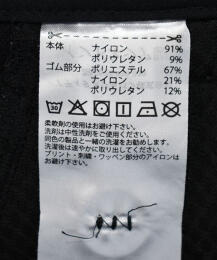 本体 ナイロン 91%
ポリウレタン 9%
ゴム部分 ポリエステル 67%
ナイロン 21%
ポリウレタン 12%
柔軟剤の使用はお避け下さい。
洗剤は中性洗剤をご使用下さい。
同色の製品と一緒の洗濯をお勧めします。
洗濯後は速やかに取り出してください。
プリント・刺繍・ワッペン部分のアイロンは
お避け下さい。